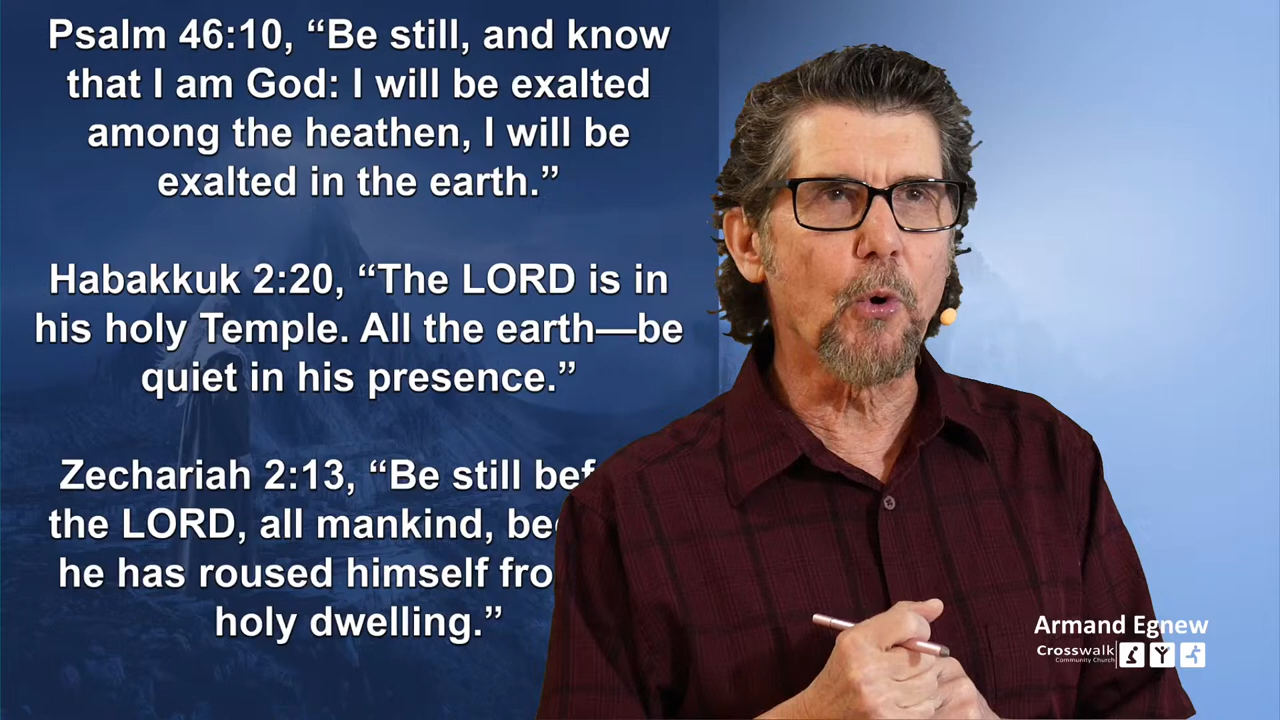 Psalm 46:10, “Be still, and know
that I am God: I will be exalted
among the heathen, I will be
exalted in the earth.”
Habakkuk 2:20, “The LORD is in
his holy Temple. All the earth—be
quiet in his presence.”
Zechariah 2:13, “Be still
the LORD, all mankind,
he has roused himself
holy dwelling.”
Armand Egnew
Crosswalk
Community Church